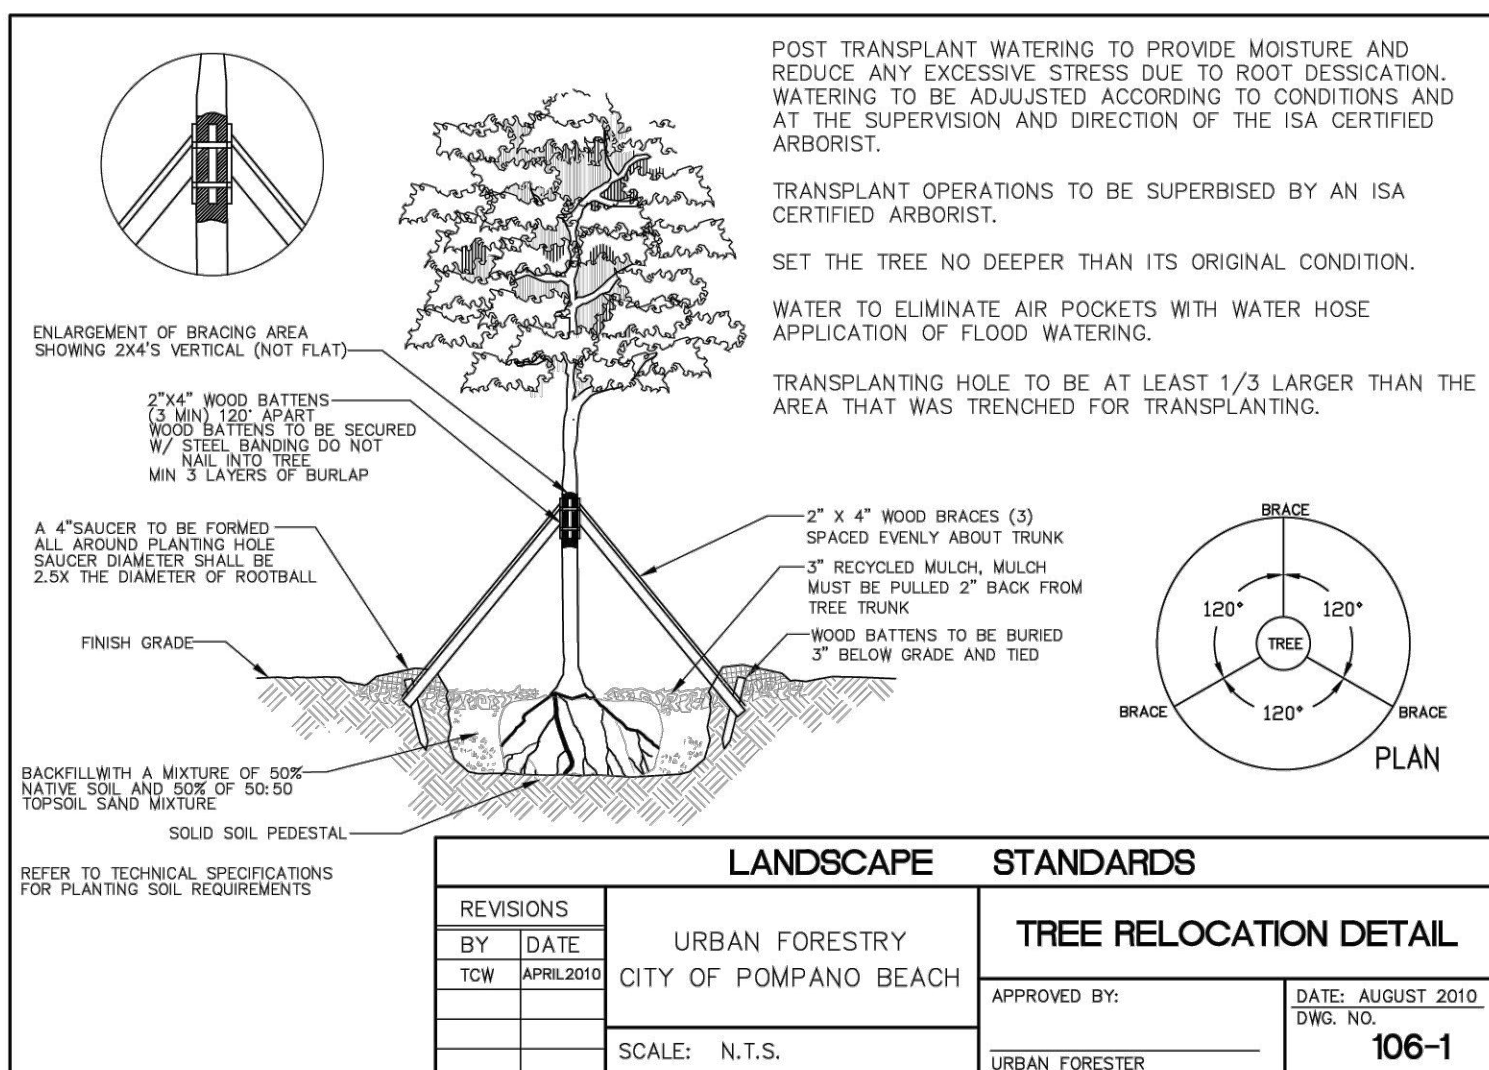 POST TRANSPLANT WATERING TO PROVIDE MOISTURE AND
REDUCE ANY EXCESSIVE STRESS DUE TO ROOT DESSICATION.
WATERING TO BE ADJUJSTED ACCORDING TO CONDITIONS AND
AT THE SUPERVISION AND DIRECTION OF THE ISA CERTIFIED
ARBORIST.
TRANSPLANT OPERATIONS TO BE SUPERBISED BY AN ISA
CERTIFIED ARBORIST.
SET THE TREE NO DEEPER THAN ITS ORIGINAL CONDITION.
WATER TO ELIMINATE AIR POCKETS WITH WATER HOSE
APPLICATION OF FLOOD WATERING.
TRANSPLANTING HOLE TO BE AT LEAST 1/3 LARGER THAN THE
AREA THAT WAS TRENCHED FOR TRANSPLANTING.
ENLARGEMENT OF BRACING AREA
SHOWING 2X4'S VERTICAL (NOT FLAT)
2"X4" WOOD BATTENS
(3 MIN) 120° APART
WOOD BATTENS TO BE SECURED
W/ STEEL BANDING DO NOT
NAIL INTO TREE
MIN 3 LAYERS OF BURLAP
A 4"SAUCER TO BE FORMED
ALL AROUND PLANTING HOLE
SAUCER DIAMETER SHALL BE
2.5X THE DIAMETER OF ROOTBALL
FINISH GRADE
BACKFILLWITH A MIXTURE OF 50%
NATIVE SOIL AND 50% OF 50:50
TOPSOIL SAND MIXTURE
SOLID SOIL PEDESTAL
REFER TO TECHNICAL SPECIFICATIONS
FOR PLANTING SOIL REQUIREMENTS
2" X 4" WOOD BRACES (3)
SPACED EVENLY ABOUT TRUNK
3" RECYCLED MULCH, MULCH
MUST BE PULLED 2" BACK FROM
TREE TRUNK
WOOD BATTENS TO BE BURIED
3" BELOW GRADE AND TIED
BRACE
120° 120°
TREE
120°
BRACE BRACE
PLAN
LANDSCAPE STANDARDS
REVISIONS
BY DATE
TCW APRIL2010
URBAN FORESTRY
CITY OF POMPANO BEACH
SCALE: N.T.S.
TREE RELOCATION DETAIL
APPROVED BY:
URBAN FORESTER
DATE: AUGUST 2010
DWG. NO.
106-1